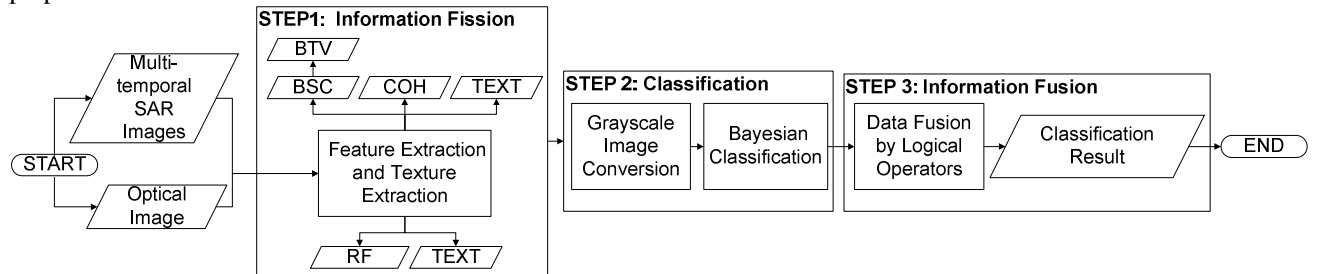 STEP1: Information Fission
BTV
BSC
COH
TEXT
Feature Extraction
and Texture
Extraction
RF
TEXT
Multi-
temporal
SAR
Images
START
Optical
Image
STEP 2: Classification
Grayscale
Image
Conversion
Bayesian
Classification
STEP 3: Information Fusion
Data Fusion
by Logical
Operators
Classification
Result
END